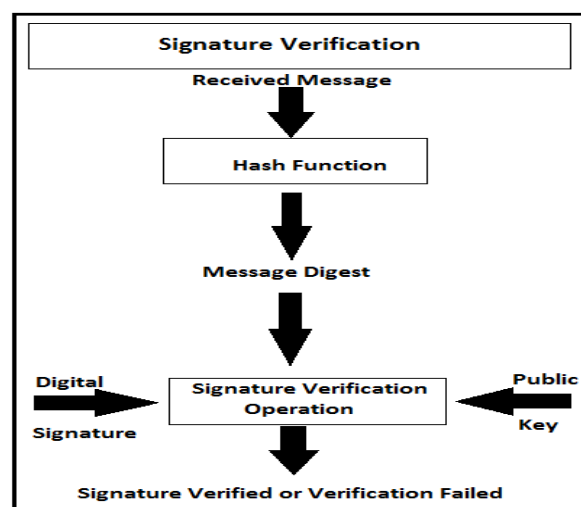 Signature Verification
Received Message
Hash Function
Message Digest
Digital
Signature
Signature Verification
Operation
Public
Key
Signature Verified or Verification Failed